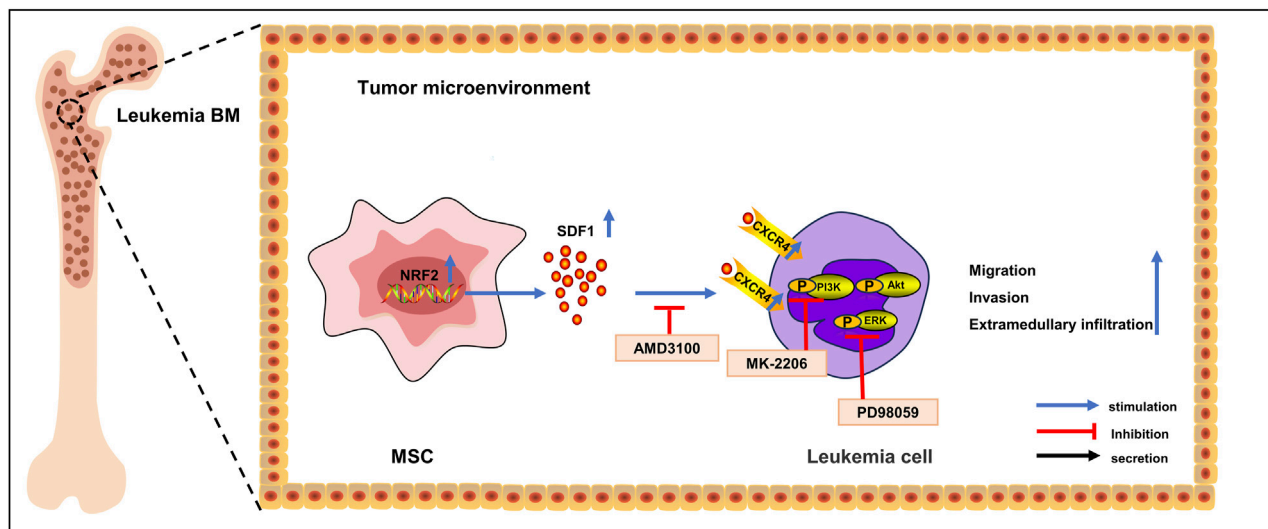 Tumor microenvironment
Leukemia BM
SDF1
NRF2
CXCR4
CXCR4
P PI3K
P Akt
P ERK
Migration
Invasion
Extramedullary infiltration
AMD3100
MK-2206
PD98059
stimulation
Inhibition
secretion
MSC
Leukemia cell